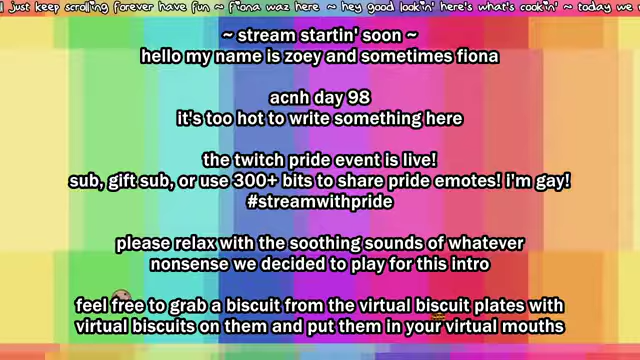 l just keep scrolling forever have fun ~ fiona waz here ~ hey good lookin' here's what's cookin' ~ today we
~ stream startin' soon ~
hello my name is zoey and sometimes fiona
acnh day 98
it's too hot to write something here
the twitch pride event is live!
sub, gift sub, or use 300+ bits to share pride emotes! i'm gay!
#streamwithpride
please relax with the soothing sounds of whatever
nonsense we decided to play for this intro
feel free to grab a biscuit from the virtual biscuit plates with
virtual biscuits on them and put them in your virtual mouths